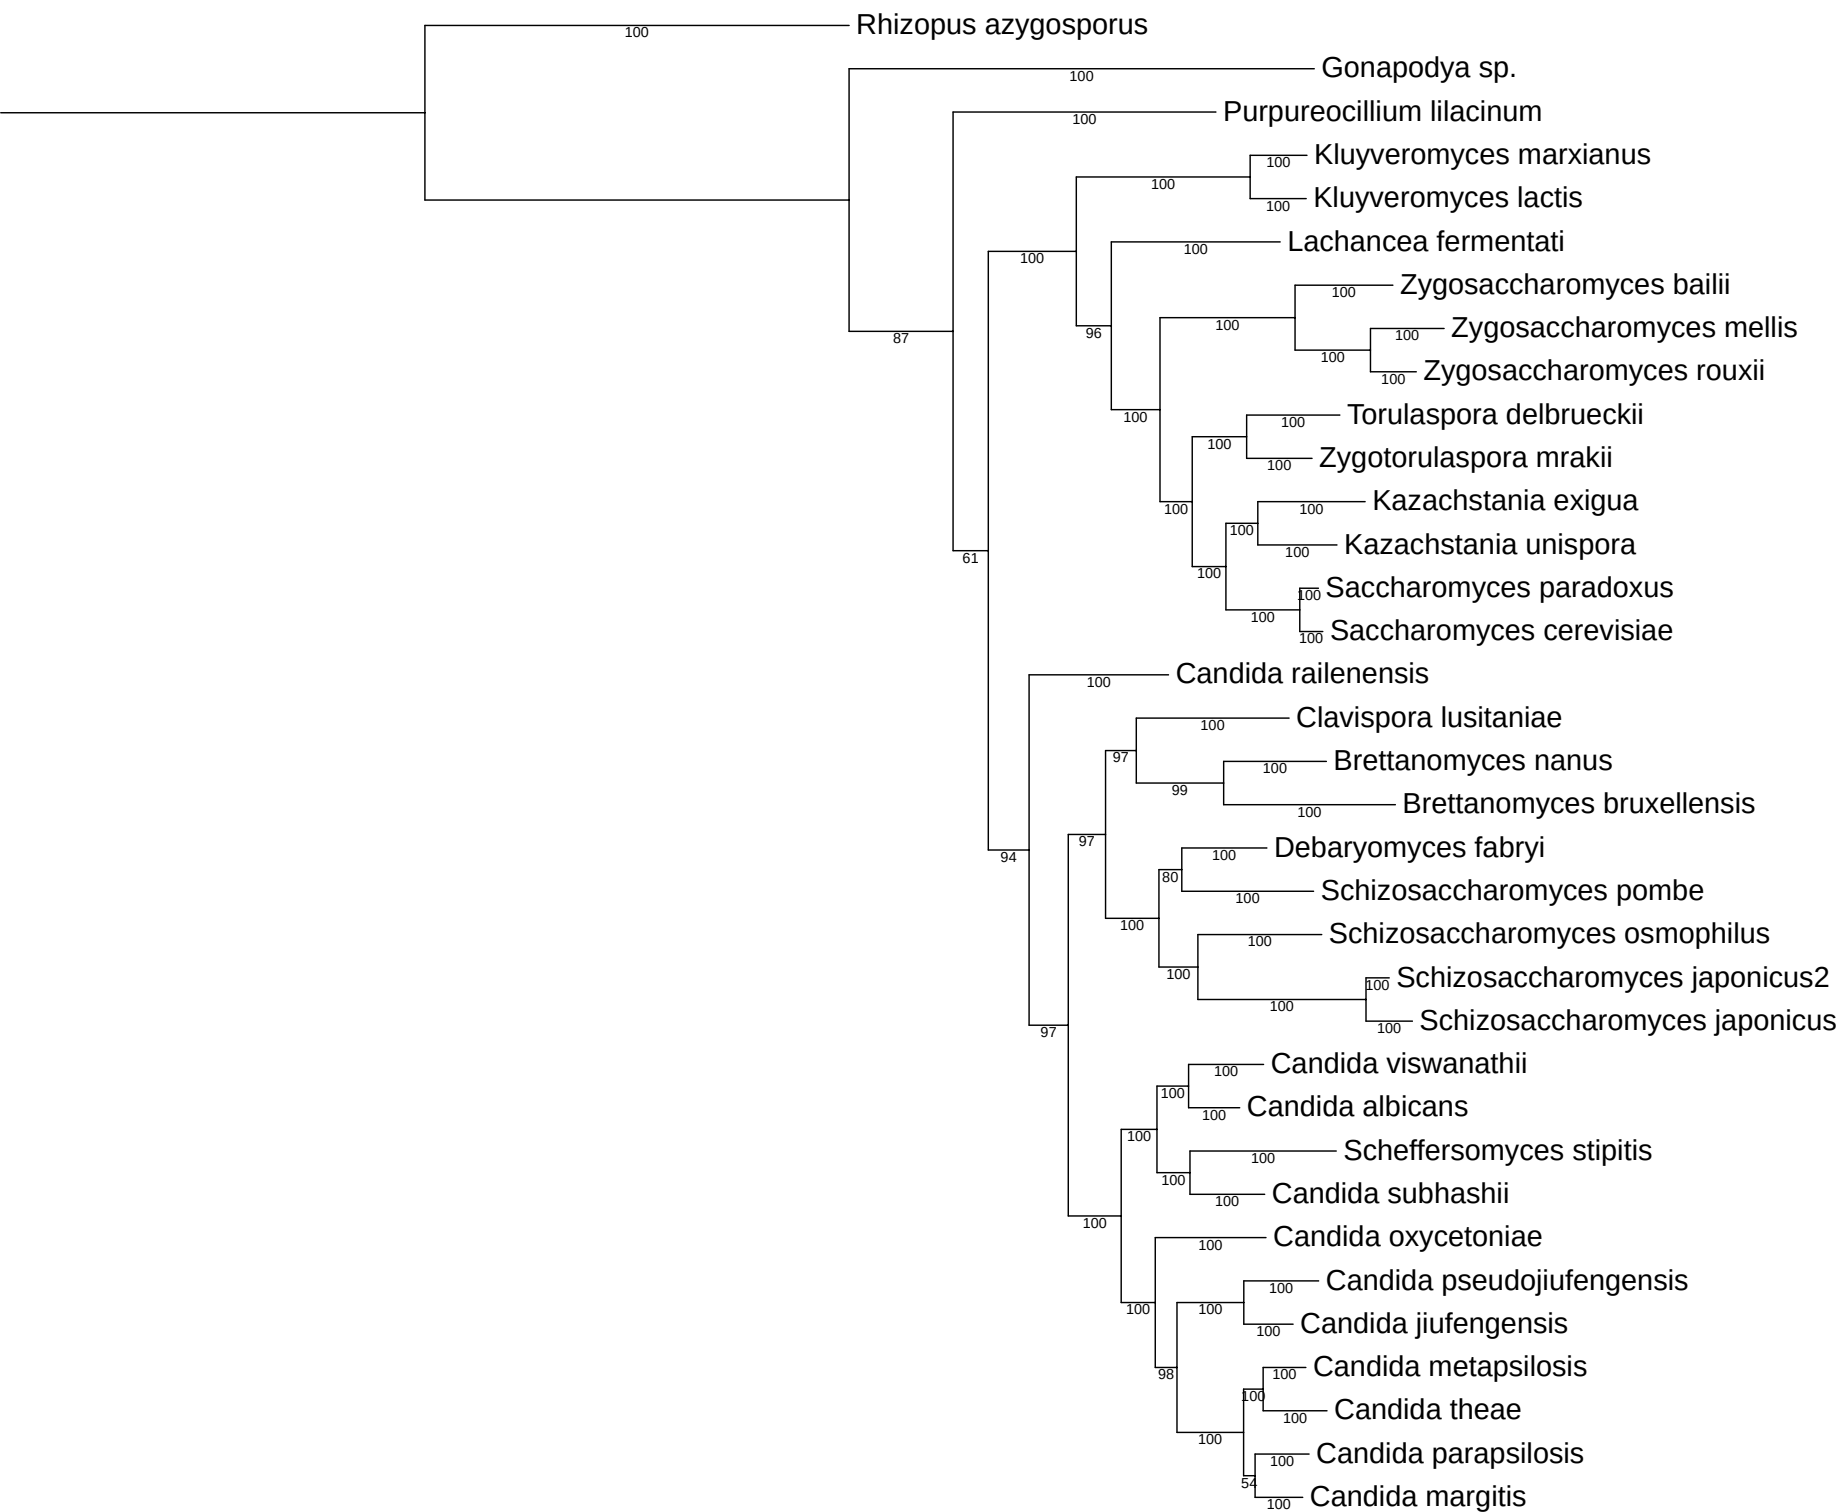 Rhizopus azygosporus
100
Gonapodya sp.
100
Purpureocillium lilacinum
100
Kluyveromyces marxianus
100
100
Kluyveromyces lactis
100
Lachancea fermentati
100
100
Zygosaccharomyces bailii
100
Zygosaccharomyces mellis
100
100
96
87
Zygosaccharomyces rouxii
100
100
Torulaspora delbrueckii
100
100
100
Zygotorulaspora mrakii
100
Kazachstania exigua
100
100
100
Kazachstania unispora
100
61
100
Saccharomyces paradoxus
100
100
Saccharomyces cerevisiae
100
Candida railenensis
100
Clavispora lusitaniae
100
97
Brettanomyces nanus
100
99
Brettanomyces bruxellensis
100
97
Debaryomyces fabryi
100
94
80
Schizosaccharomyces pombe
100
100
Schizosaccharomyces osmophilus
100
100
Schizosaccharomyces japonicus2
100
100
Schizosaccharomyces japonicus
100
97
Candida viswanathii
100
100
Candida albicans
100
100
Scheffersomyces stipitis
100
100
Candida subhashii
100
100
Candida oxycetoniae
100
Candida pseudojiufengensis
100
100
100
Candida jiufengensis
100
Candida metapsilosis
100
98
100
Candida theae
100
100
Candida parapsilosis
100
54
Candida margitis
100